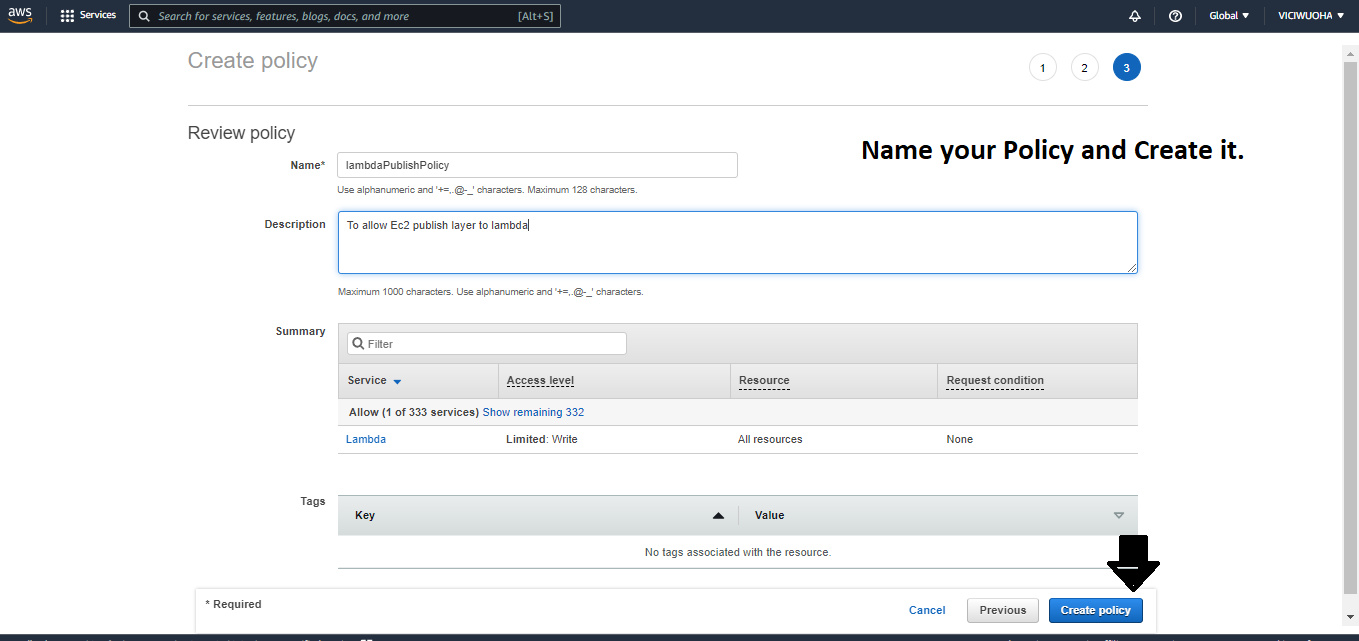 aws Services Search for services, features, blogs, docs, and more [Alt+S] Global ▼ VICIWUOHA ▼
Create policy
1 2 3
Review policy
Name your Policy and Create it.
Name* lambdaPublishPolicy
Use alphanumeric and '+=,.@-_' characters. Maximum 128 characters.
Description To allow Ec2 publish layer to lambda
Maximum 1000 characters. Use alphanumeric and '+=,.@-_' characters.
Summary
Filter
Service Access level Resource Request condition
Allow (1 of 333 services) Show remaining 332
Lambda Limited: Write All resources None
Tags
Key Value
No tags associated with the resource.
* Required Cancel Previous Create policy